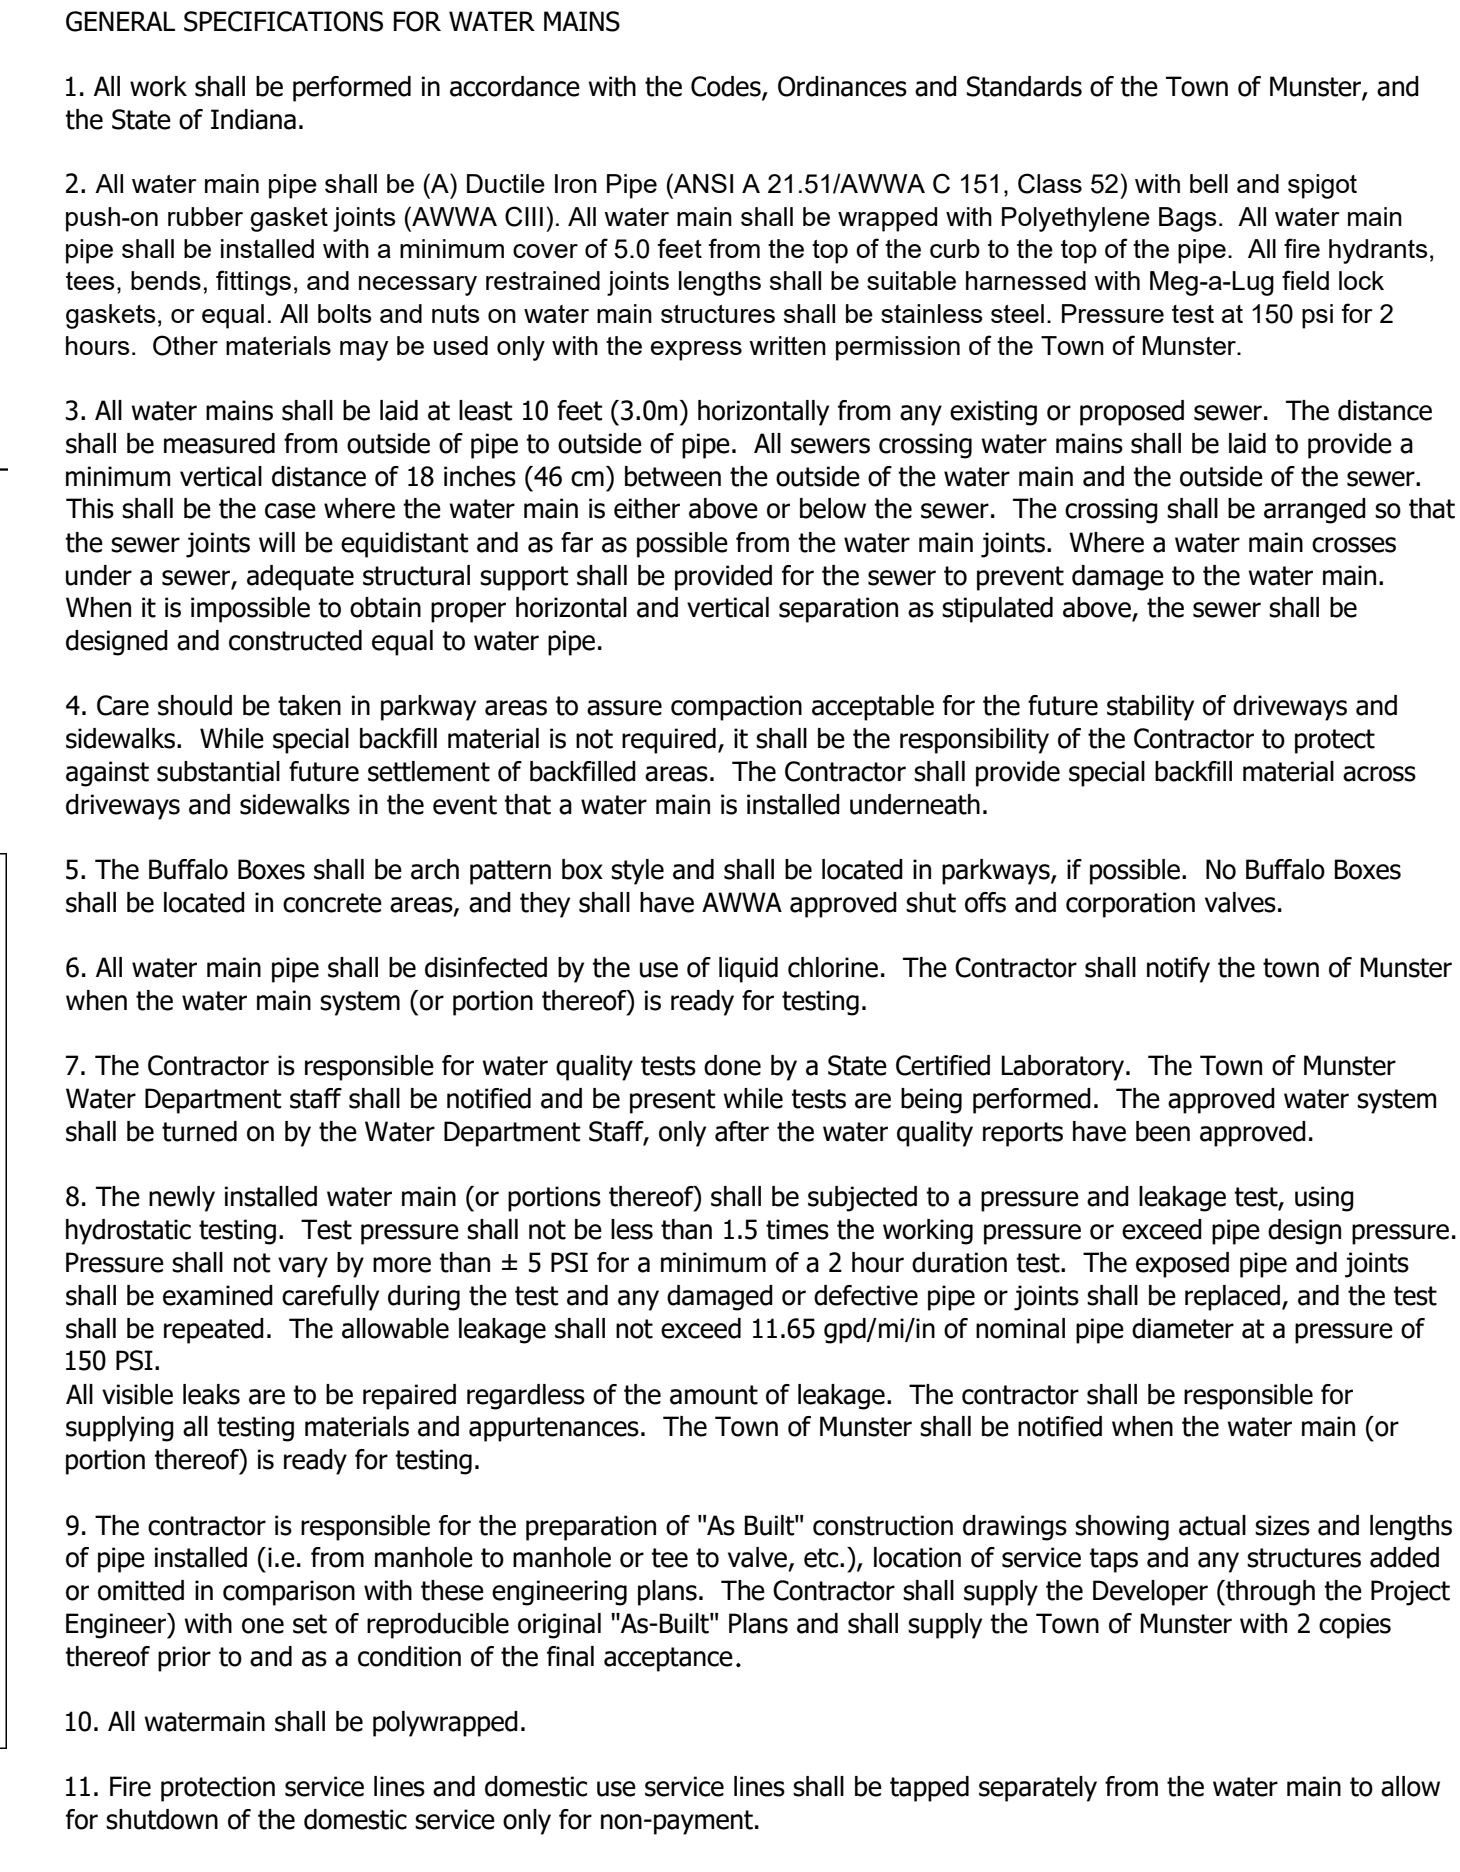 GENERAL SPECIFICATIONS FOR WATER MAINS
1. All work shall be performed in accordance with the Codes, Ordinances and Standards of the Town of Munster, and
the State of Indiana.
2. All water main pipe shall be (A) Ductile Iron Pipe (ANSI A 21.51/AWWA C 151, Class 52) with bell and spigot
push-on rubber gasket joints (AWWA CIII). All water main shall be wrapped with Polyethylene Bags. All water main
pipe shall be installed with a minimum cover of 5.0 feet from the top of the curb to the top of the pipe. All fire hydrants,
tees, bends, fittings, and necessary restrained joints lengths shall be suitable harnessed with Meg-a-Lug field lock
gaskets, or equal. All bolts and nuts on water main structures shall be stainless steel. Pressure test at 150 psi for 2
hours. Other materials may be used only with the express written permission of the Town of Munster.
3. All water mains shall be laid at least 10 feet (3.0m) horizontally from any existing or proposed sewer. The distance
shall be measured from outside of pipe to outside of pipe. All sewers crossing water mains shall be laid to provide a
minimum vertical distance of 18 inches (46 cm) between the outside of the water main and the outside of the sewer.
This shall be the case where the water main is either above or below the sewer. The crossing shall be arranged so that
the sewer joints will be equidistant and as far as possible from the water main joints. Where a water main crosses
under a sewer, adequate structural support shall be provided for the sewer to prevent damage to the water main.
When it is impossible to obtain proper horizontal and vertical separation as stipulated above, the sewer shall be
designed and constructed equal to water pipe.
4. Care should be taken in parkway areas to assure compaction acceptable for the future stability of driveways and
sidewalks. While special backfill material is not required, it shall be the responsibility of the Contractor to protect
against substantial future settlement of backfilled areas. The Contractor shall provide special backfill material across
driveways and sidewalks in the event that a water main is installed underneath.
5. The Buffalo Boxes shall be arch pattern box style and shall be located in parkways, if possible. No Buffalo Boxes
shall be located in concrete areas, and they shall have AWWA approved shut offs and corporation valves.
6. All water main pipe shall be disinfected by the use of liquid chlorine. The Contractor shall notify the town of Munster
when the water main system (or portion thereof) is ready for testing.
7. The Contractor is responsible for water quality tests done by a State Certified Laboratory. The Town of Munster
Water Department staff shall be notified and be present while tests are being performed. The approved water system
shall be turned on by the Water Department Staff, only after the water quality reports have been approved.
8. The newly installed water main (or portions thereof) shall be subjected to a pressure and leakage test, using
hydrostatic testing. Test pressure shall not be less than 1.5 times the working pressure or exceed pipe design pressure.
Pressure shall not vary by more than ± 5 PSI for a minimum of a 2 hour duration test. The exposed pipe and joints
shall be examined carefully during the test and any damaged or defective pipe or joints shall be replaced, and the test
shall be repeated. The allowable leakage shall not exceed 11.65 gpd/mi/in of nominal pipe diameter at a pressure of
150 PSI.
All visible leaks are to be repaired regardless of the amount of leakage. The contractor shall be responsible for
supplying all testing materials and appurtenances. The Town of Munster shall be notified when the water main (or
portion thereof) is ready for testing.
9. The contractor is responsible for the preparation of "As Built" construction drawings showing actual sizes and lengths
of pipe installed (i.e. from manhole to manhole or tee to valve, etc.), location of service taps and any structures added
or omitted in comparison with these engineering plans. The Contractor shall supply the Developer (through the Project
Engineer) with one set of reproducible original "As-Built" Plans and shall supply the Town of Munster with 2 copies
thereof prior to and as a condition of the final acceptance.
10. All watermain shall be polywrapped.
11. Fire protection service lines and domestic use service lines shall be tapped separately from the water main to allow
for shutdown of the domestic service only for non-payment.